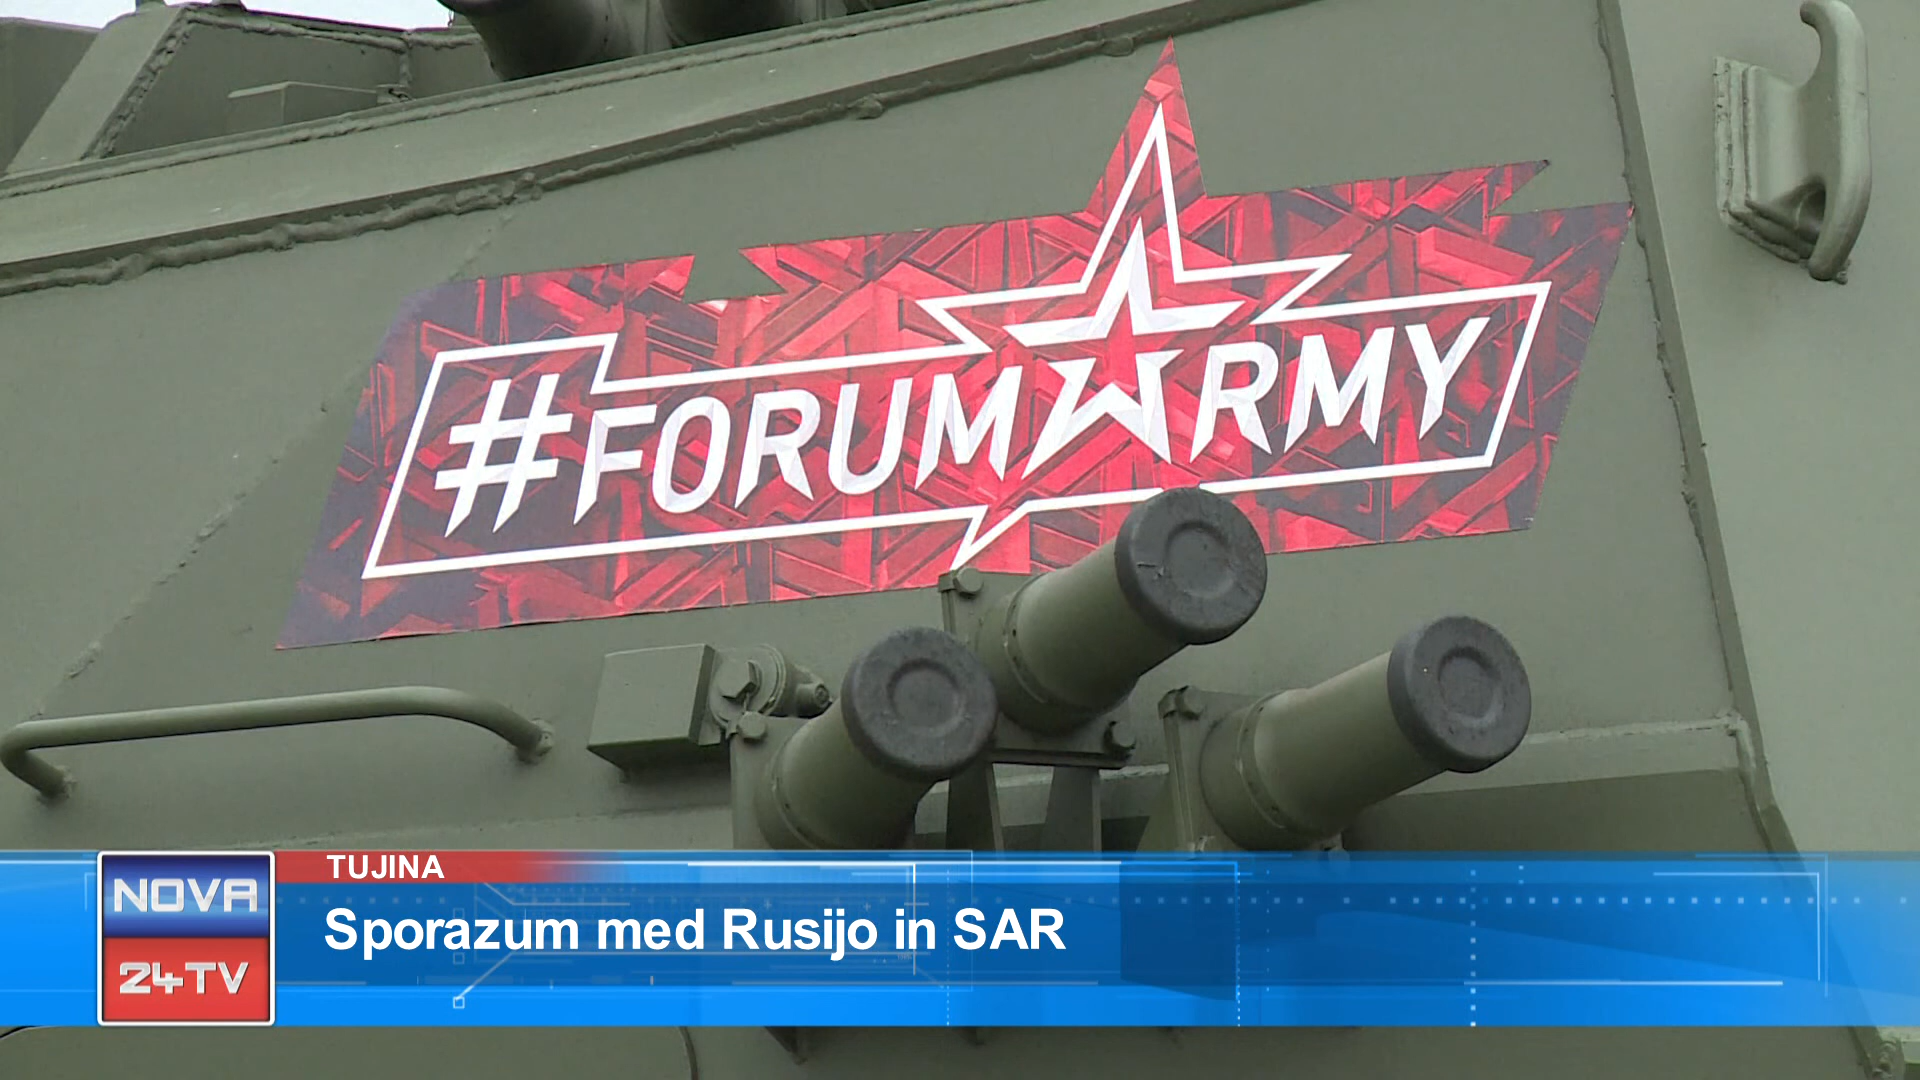 #FORUMARMY
TUJINA
Sporazum med Rusijo in SAR
NOVA
24TV